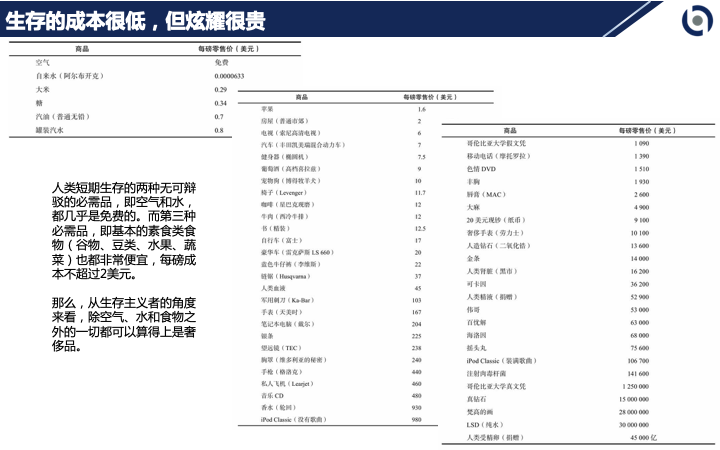 生存的成本很低，但炫耀很贵
商品 每磅零售价（美元）
空气 免费
自来水（阿尔布开克） 0.0000633
大米 0.29
糖 0.34
汽油（普通无铅） 0.7
罐装汽水 0.8
人类短期生存的两种无可辩
驳的必需品，即空气和水，
都几乎是免费的。而第三种
必需品，即基本的素食类食
物（谷物、豆类、水果、蔬
菜）也都非常便宜，每磅成
本不超过2美元。
那么，从生存主义者的角度
来看，除空气、水和食物之
外的一切都可以算得上是奢
侈品。
商品 每磅零售价（美元）
苹果 1.6
房屋（普通市郊） 2
电视（索尼高清电视） 6
汽车（丰田凯美瑞混合动力车） 7
健身器（椭圆机） 7.5
葡萄酒（高档喜拉兹） 9
宠物狗（博得牧羊犬） 10
椅子（Levenger） 11.7
咖啡（星巴克现磨） 12
牛肉（西冷牛排） 12
书（精装） 12.5
自行车（富士） 17
豪华车（雷克萨斯 LS 660） 20
蓝色牛仔裤（李维斯） 22
链锯（Husqvarna） 37
人类血液 45
军用刺刀（Ka-Bar） 103
手表（天美时） 167
笔记本电脑（戴尔） 204
银条 225
望远镜（TEC） 238
胸罩（维多利亚的秘密） 240
手枪（格洛克） 440
私人飞机（Learjet） 460
音乐 CD 480
香水（轮回） 930
iPod Classic（没有歌曲） 980
商品 每磅零售价（美元）
哥伦比亚大学假文凭 1 090
移动电话（摩托罗拉） 1 390
色情 DVD 1 510
丰胸 1 930
唇膏（MAC） 2 600
大麻 4 900
20 美元现钞（纸币） 9 100
奢侈手表（劳力士） 10 100
人造钻石（二氧化锆） 13 600
金条 14 000
人类肾脏（黑市） 16 200
可卡因 36 200
人类精液（捐赠） 52 900
伟哥 53 000
百忧解 63 000
海洛因 68 000
摇头丸 75 600
iPod Classic（装满歌曲） 106 700
注射肉毒杆菌 141 600
哥伦比亚大学真文凭 1 250 000
真钻石 15 000 000
梵高的画 28 000 000
LSD（纯水） 30 000 000
人类受精卵（捐赠） 45 000 亿